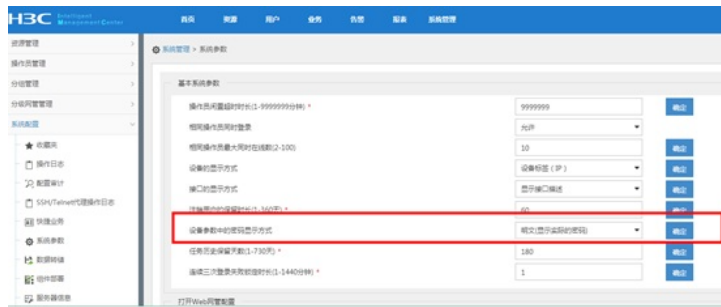 H3C Intelligent Management Center
首页 资源 用户 业务 告警 报表 系统管理
资源管理
操作员管理
分组管理
分级网管管理
系统配置
收藏夹
操作日志
配置审计
SSH/Telnet代理操作日志
快捷业务
系统参数
数据转储
组件部署
服务器信息
系统管理 > 系统参数
基本系统参数
操作员闲置超时时长(1-9999999分钟) * 9999999 确定
相同操作员同时登录 允许
相同操作员最大同时在线数(2-100) 10 确定
设备的显示方式 设备标签（IP） 确定
接口的显示方式 显示接口描述 确定
(1-360天) * 60
设备参数中的密码显示方式 明文(显示实际的密码) 确定
任务历史保留天数(1-730天) * 180 确定
连续三次登录失败锁定时长(1-1440分钟) * 1 确定
打开Web网管配置